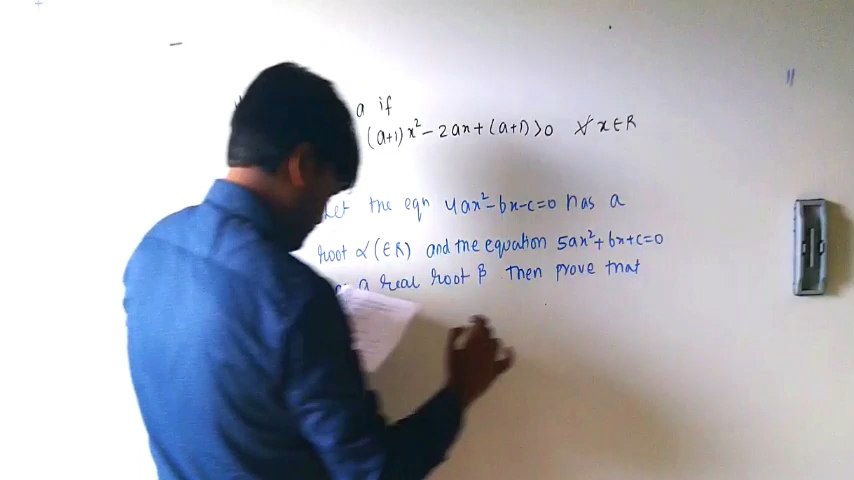 a if
(a+1)x² - 2ax + (a+1) > 0 ∀ x ∈ R
Let the eqn 4ax² - bx - c = 0 has a
root α (∈ R) and the equation 5ax² + bx + c = 0
a real root β Then prove that